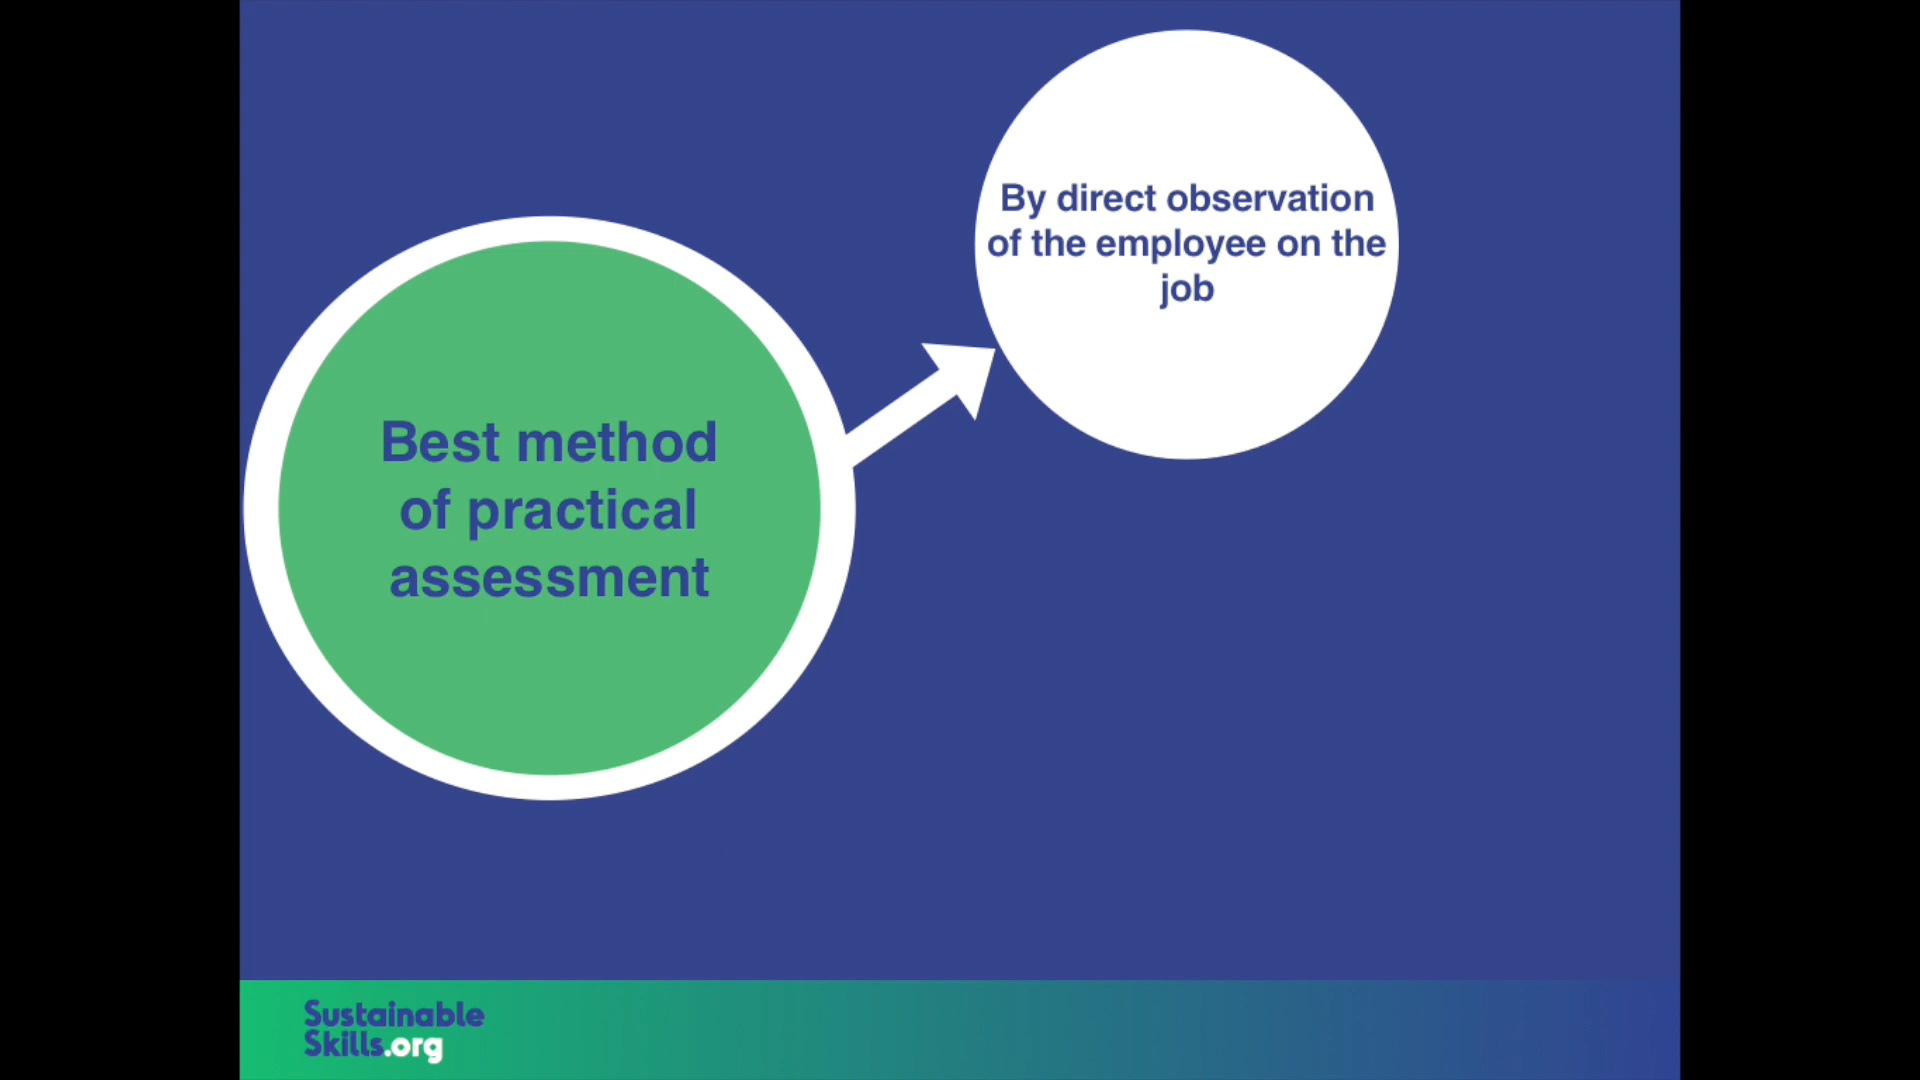 By direct observation
of the employee on the
job
Best method
of practical
assessment
Sustainable
Skills.org